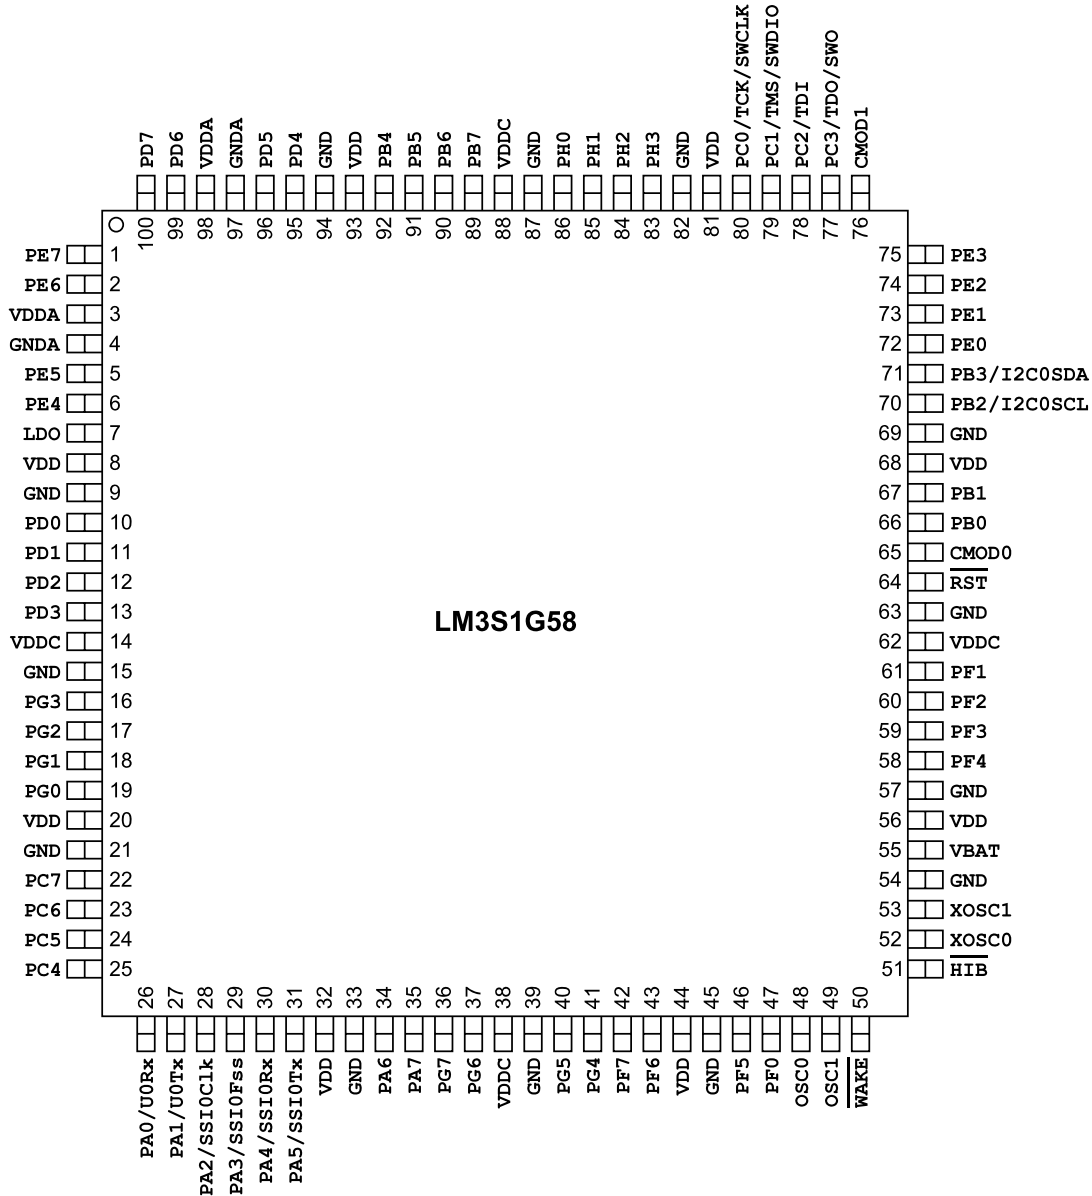 PD7
PD6
VDDA
GNDA
PD5
PD4
GND
VDD
PB4
PB5
PB6
PB7
VDDC
GND
PH0
PH1
PH2
PH3
GND
VDD
PC0/TCK/SWCLK
PC1/TMS/SWDIO
PC2/TDI
PC3/TDO/SWO
CMOD1
100
99
98
97
96
95
94
93
92
91
90
89
88
87
86
85
84
83
82
81
80
79
78
77
76
PE7 1
PE6 2
VDDA 3
GNDA 4
PE5 5
PE4 6
LDO 7
VDD 8
GND 9
PD0 10
PD1 11
PD2 12
PD3 13
VDDC 14
GND 15
PG3 16
PG2 17
PG1 18
PG0 19
VDD 20
GND 21
PC7 22
PC6 23
PC5 24
PC4 25
LM3S1G58
75 PE3
74 PE2
73 PE1
72 PE0
71 PB3/I2C0SDA
70 PB2/I2C0SCL
69 GND
68 VDD
67 PB1
66 PB0
65 CMOD0
64 RST
63 GND
62 VDDC
61 PF1
60 PF2
59 PF3
58 PF4
57 GND
56 VDD
55 VBAT
54 GND
53 XOSC1
52 XOSC0
51 HIB
26
27
28
29
30
31
32
33
34
35
36
37
38
39
40
41
42
43
44
45
46
47
48
49
50
PA0/U0Rx
PA1/U0Tx
PA2/SSI0Clk
PA3/SSI0Fss
PA4/SSI0Rx
PA5/SSI0Tx
VDD
GND
PA6
PA7
PG7
PG6
VDDC
GND
PG5
PG4
PF7
PF6
VDD
GND
PF5
PF0
OSC0
OSC1
WAKE